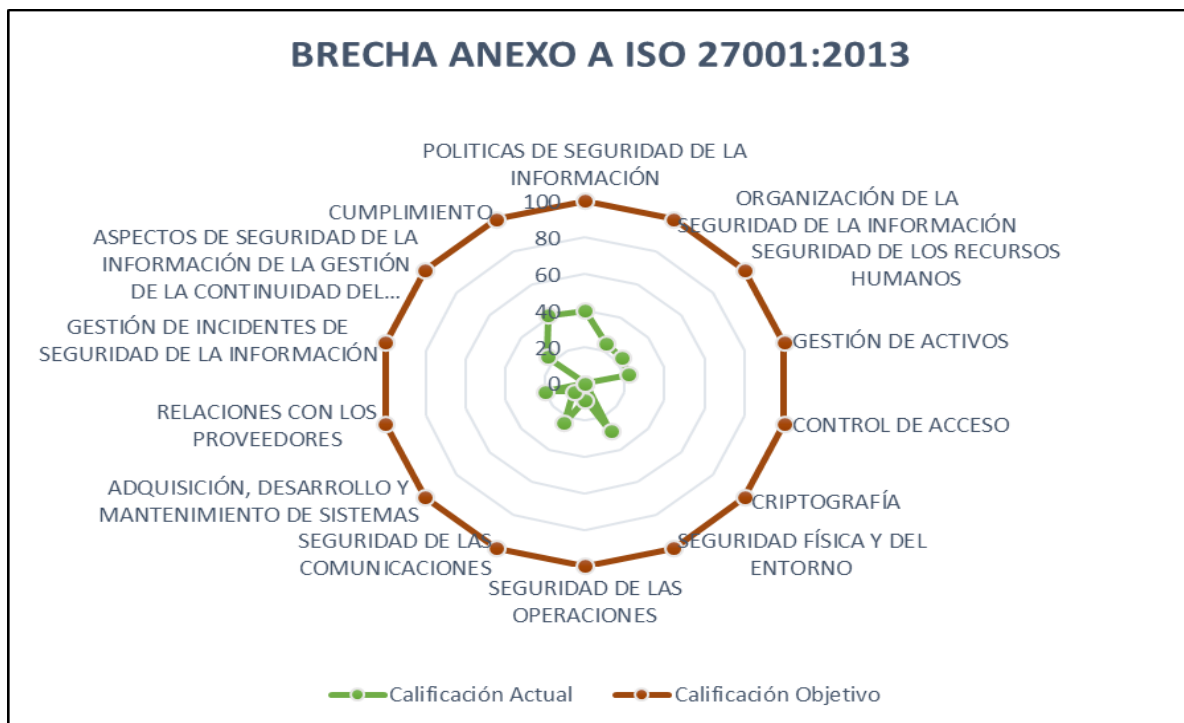 BRECHA ANEXO A ISO 27001:2013
POLITICAS DE SEGURIDAD DE LA
INFORMACIÓN
ORGANIZACIÓN DE LA
SEGURIDAD DE LA INFORMACIÓN
SEGURIDAD DE LOS RECURSOS
HUMANOS
GESTIÓN DE ACTIVOS
CONTROL DE ACCESO
CRIPTOGRAFÍA
SEGURIDAD FÍSICA Y DEL
ENTORNO
SEGURIDAD DE LAS
OPERACIONES
SEGURIDAD DE LAS
COMUNICACIONES
ADQUISICIÓN, DESARROLLO Y
MANTENIMIENTO DE SISTEMAS
RELACIONES CON LOS
PROVEEDORES
GESTIÓN DE INCIDENTES DE
SEGURIDAD DE LA INFORMACIÓN
ASPECTOS DE SEGURIDAD DE LA
INFORMACIÓN DE LA GESTIÓN
DE LA CONTINUIDAD DEL...
CUMPLIMIENTO
100
80
60
40
20
0
Calificación Actual
Calificación Objetivo